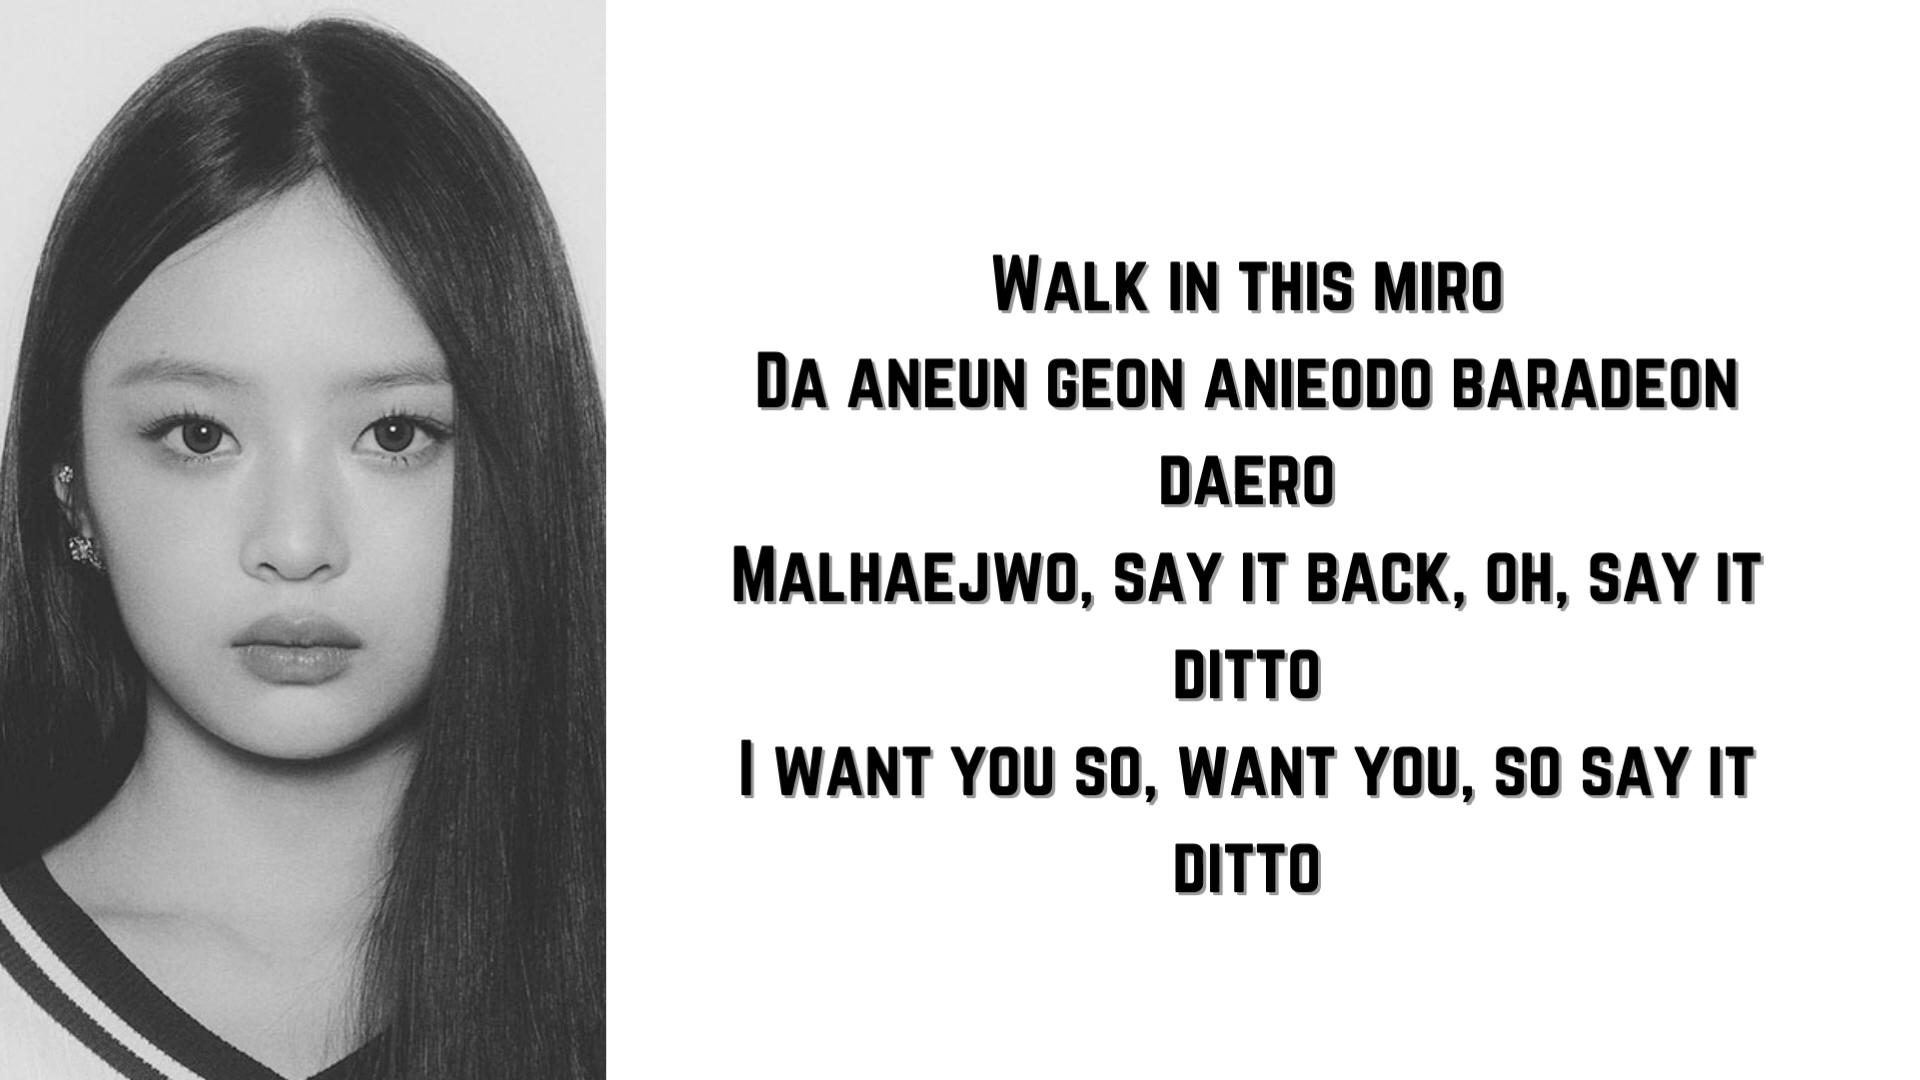 Walk in this miro
Da aneun geon anieodo baradeon
daero
Malhaejwo, say it back, oh, say it
ditto
I want you so, want you, so say it
ditto